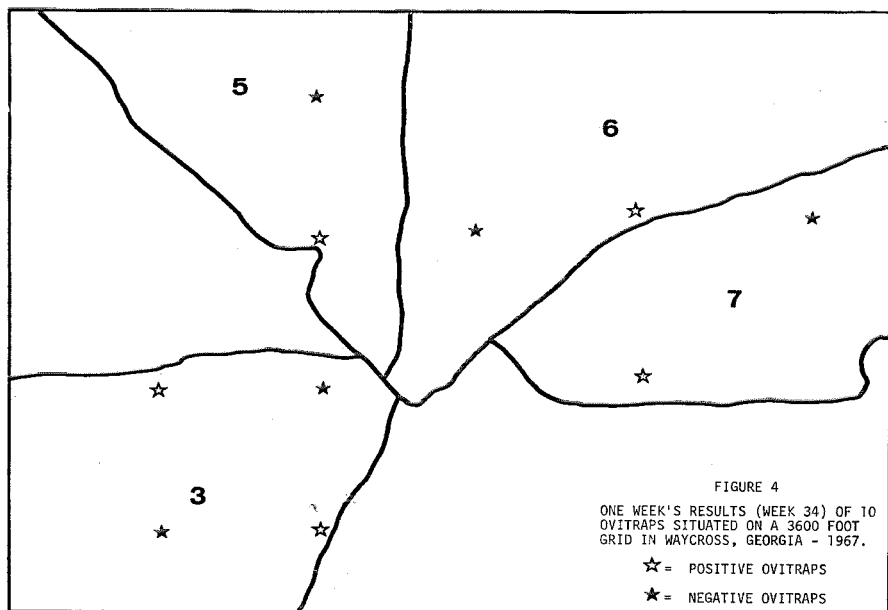 5
6
7
3
FIGURE 4
ONE WEEK'S RESULTS (WEEK 34) OF 10
OVITRAPS SITUATED ON A 3600 FOOT
GRID IN WAYCROSS, GEORGIA - 1967.
☆= POSITIVE OVITRAPS
★= NEGATIVE OVITRAPS